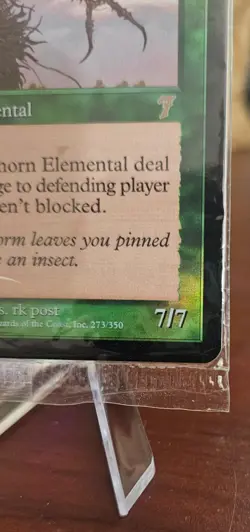 ental
7
horn Elemental deal
ge to defending player
en't blocked.
orm leaves you pinned
e an insect.
s. rk post
ards of the Coast, Inc. 273/350
7/7